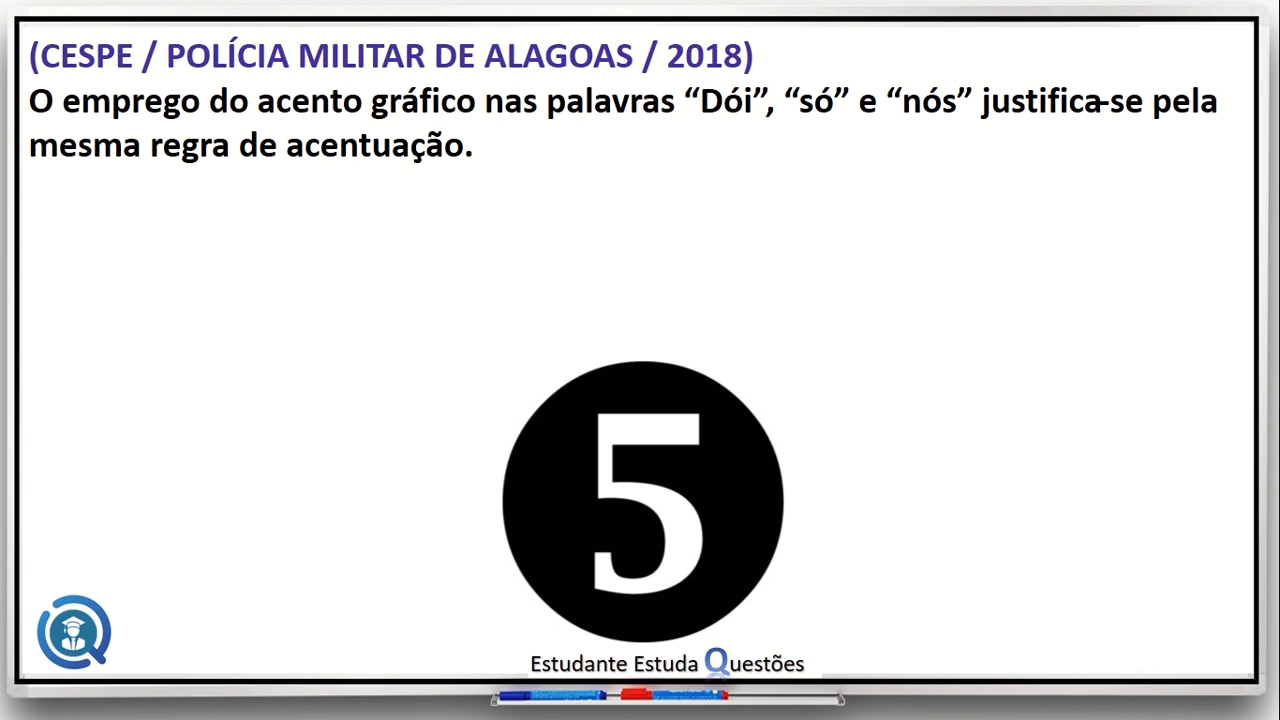 (CESPE / POLÍCIA MILITAR DE ALAGOAS / 2018)
O emprego do acento gráfico nas palavras “Dói”, “só” e “nós” justifica-se pela
mesma regra de acentuação.
5
Estudante Estuda Questões